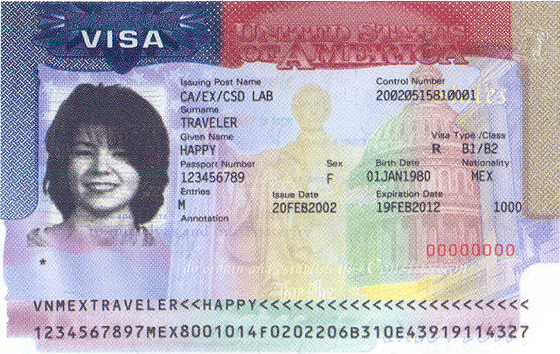 VISA
UNITED STATES
OF AMERICA
Issuing Post Name Control Number
CA/EX/CSD LAB 20020515810001
Surname
TRAVELER
Given Name Visa Type /Class
HAPPY R B1/B2
Passport Number Sex Birth Date Nationality
123456789 F 01JAN1980 MEX
Entries Issue Date Expiration Date
M 20FEB2002 19FEB2012 1000
Annotation
00000000
*
do ordain and establish this Constitution
for the
VNMEXTRAVELER<<HAPPY<<<<<<<<<<<<<<<<<<<<<<<<
1234567897MEX8001014F0202206B310E43919114327